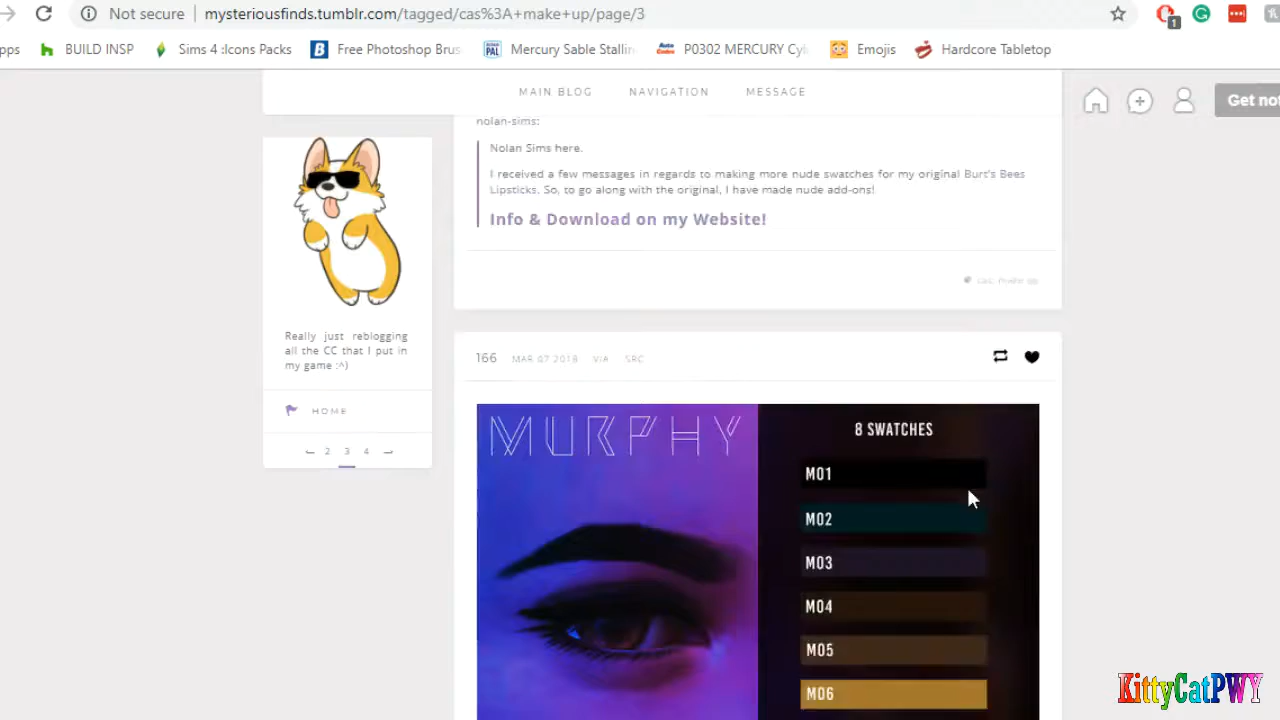 Not secure mysteriousfinds.tumblr.com/tagged/cas%3A+make+up/page/3
1
pps BUILD INSP Sims 4 :Icons Packs Free Photoshop Brus Mercury Sable Stallin P0302 MERCURY Cyl Emojis Hardcore Tabletop
MAIN BLOG NAVIGATION MESSAGE
Get not
nolan-sims:
Nolan Sims here.
I received a few messages in regards to making more nude swatches for my original Burt's Bees
Lipsticks. So, to go along with the original, I have made nude add-ons!
Info & Download on my Website!
cas: make up
Really just reblogging
all the CC that I put in
my game :^)
HOME
2 3 4
166 MAR 07 2018 VIA SRC
MURPHY
8 SWATCHES
M01
M02
M03
M04
M05
M06
KittyCatPWY